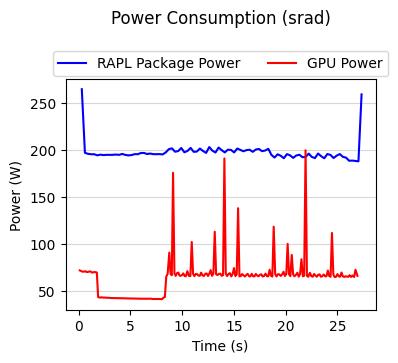 Power Consumption (srad)
RAPL Package Power
GPU Power
Power (W)
250
200
150
100
50
0
5
10
15
20
25
Time (s)